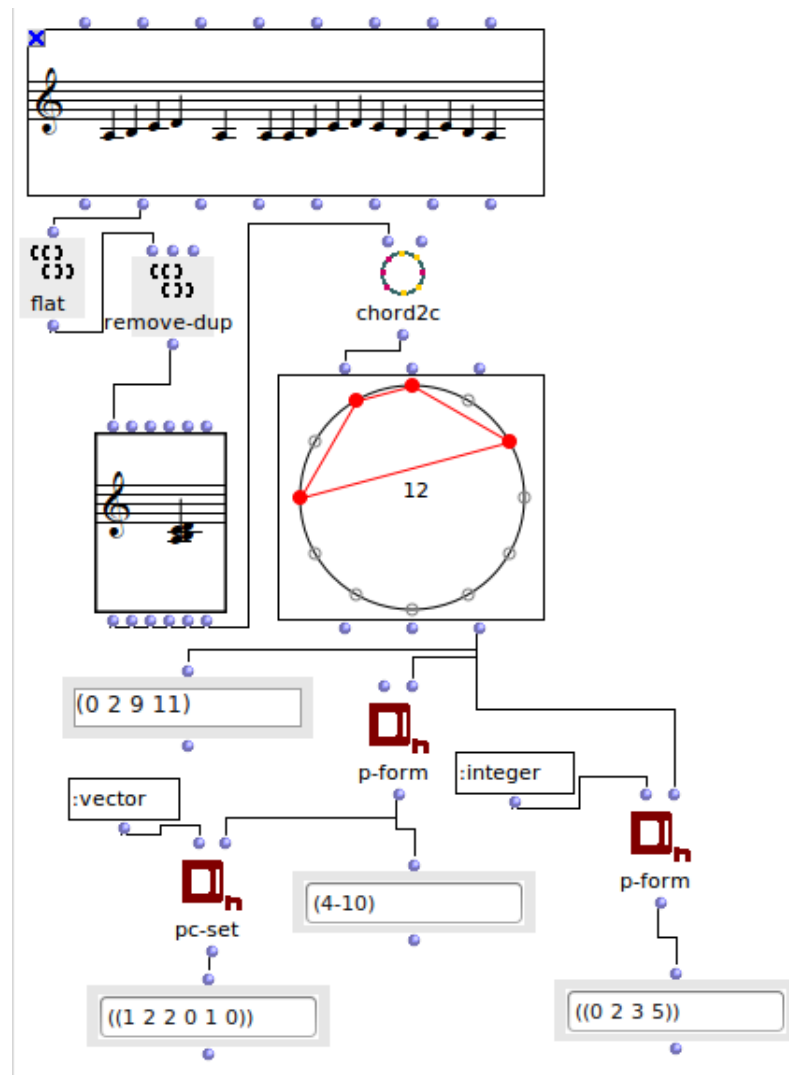 flat
remove-dup
chord2c
12
(0 2 9 11)
p-form
:integer
:vector
p-form
(4-10)
pc-set
((1 2 2 0 1 0))
((0 2 3 5))